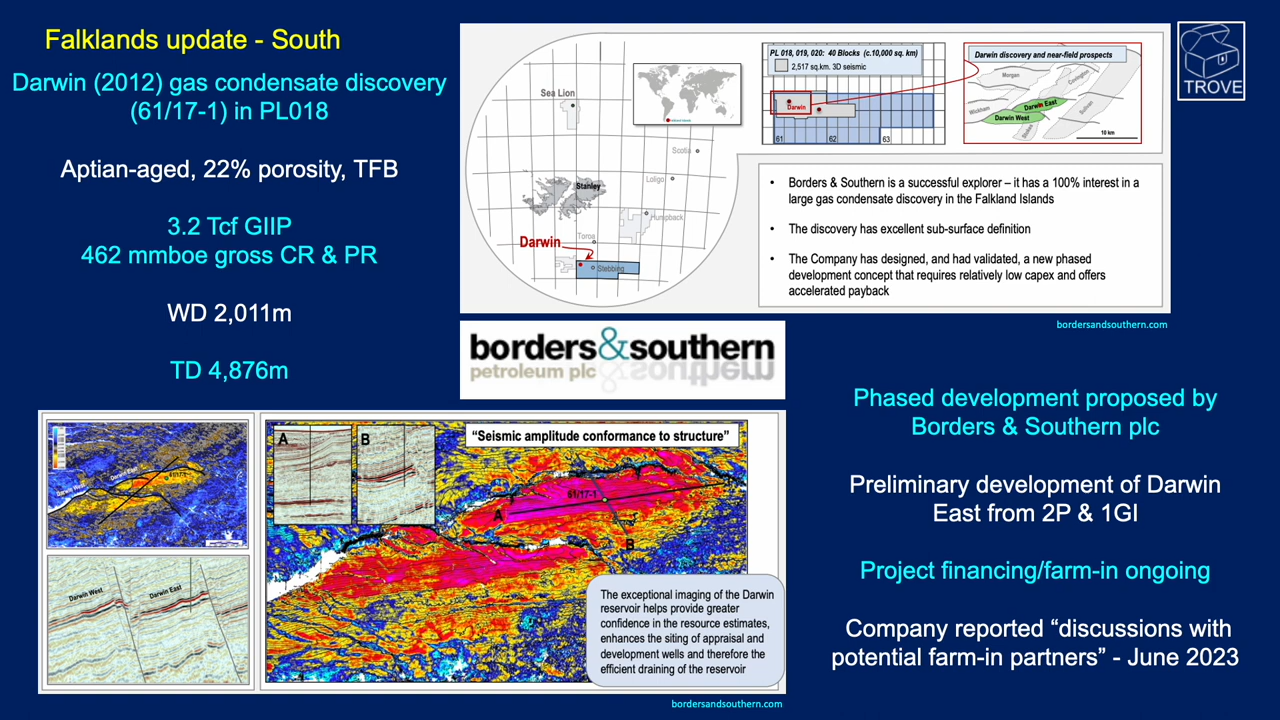 Falklands update - South
Darwin (2012) gas condensate discovery
(61/17-1) in PL018
Aptian-aged, 22% porosity, TFB
3.2 Tcf GIIP
462 mmboe gross CR & PR
WD 2,011m
TD 4,876m
Sea Lion
Scotia
Loligo
Stanley
Humpback
Toroa
Darwin
Stebbing
PL 018, 019, 020: 40 Blocks (c.10,000 sq. km)
2,517 sq.km. 3D seismic
Darwin
61
62
63
Darwin discovery and near-field prospects
Morgan
Covington
Wickham
Darwin East
Sulivan
Darwin West
Stokes
10 km
TROVE
• Borders & Southern is a successful explorer – it has a 100% interest in a
large gas condensate discovery in the Falkland Islands
• The discovery has excellent sub-surface definition
• The Company has designed, and had validated, a new phased
development concept that requires relatively low capex and offers
accelerated payback
bordersandsouthern.com
borders&southern
petroleum plc
Phased development proposed by
Borders & Southern plc
Preliminary development of Darwin
East from 2P & 1GI
Project financing/farm-in ongoing
Company reported “discussions with
potential farm-in partners” - June 2023
Darwin West
Darwin East
61/17-1
Darwin West
Darwin East
A
B
“Seismic amplitude conformance to structure”
61/17-1
A
B
The exceptional imaging of the Darwin
reservoir helps provide greater
confidence in the resource estimates,
enhances the siting of appraisal and
development wells and therefore the
efficient draining of the reservoir
bordersandsouthern.com